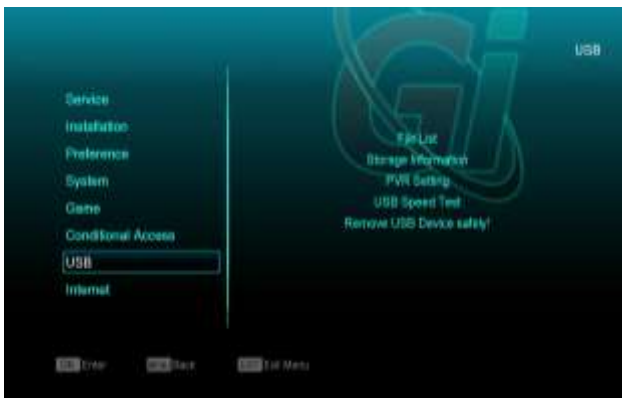 USB
Service
Installation
Preference
System
Game
Conditional Access
USB
Internet
File List
Storage Information
PVR Setting
USB Speed Test
Remove USB Device safely!
Enter
Back
Exit Menu